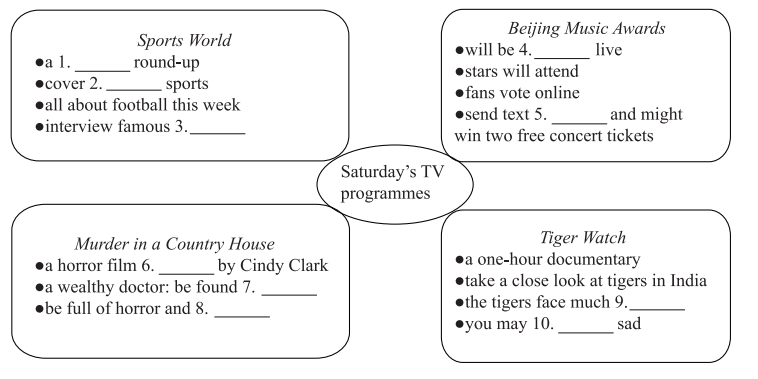 Sports World
●a 1. ______ round-up
●cover 2. ______ sports
●all about football this week
●interview famous 3.______
Beijing Music Awards
●will be 4.______ live
●stars will attend
●fans vote online
●send text 5. ______ and might
win two free concert tickets
Saturday's TV
programmes
Murder in a Country House
●a horror film 6. ______ by Cindy Clark
●a wealthy doctor: be found 7. ______
●be full of horror and 8. ______
Tiger Watch
●a one-hour documentary
●take a close look at tigers in India
●the tigers face much 9.______
●you may 10. ______ sad